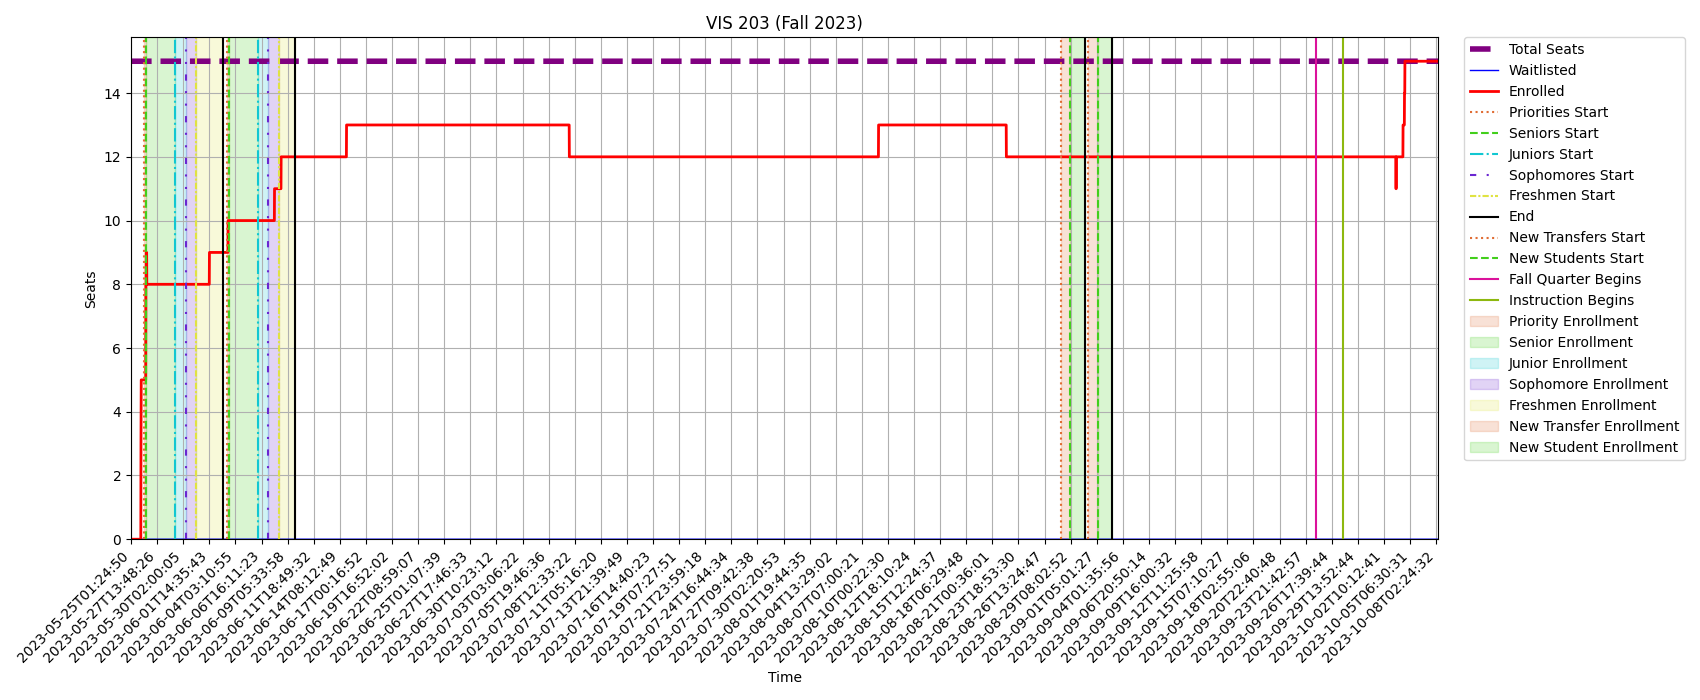 VIS 203 (Fall 2023)
Seats
14
12
10
8
6
4
2
0
2023-05-25T01:24:50
2023-05-27T13:48:26
2023-05-30T02:00:05
2023-06-01T14:35:43
2023-06-04T03:10:55
2023-06-06T16:11:23
2023-06-09T05:33:58
2023-06-11T18:49:32
2023-06-14T08:12:49
2023-06-17T00:16:52
2023-06-19T16:52:02
2023-06-22T08:59:07
2023-06-25T01:07:39
2023-06-27T17:46:33
2023-06-30T10:23:12
2023-07-03T03:06:22
2023-07-05T19:46:36
2023-07-08T12:33:22
2023-07-11T05:16:20
2023-07-13T21:39:49
2023-07-16T14:40:23
2023-07-19T07:27:51
2023-07-21T23:59:18
2023-07-24T16:44:34
2023-07-27T09:42:38
2023-07-30T02:20:53
2023-08-01T19:44:35
2023-08-04T13:29:02
2023-08-07T07:00:21
2023-08-10T00:22:30
2023-08-12T18:10:24
2023-08-15T12:24:37
2023-08-18T06:29:48
2023-08-21T00:36:01
2023-08-23T18:53:30
2023-08-26T13:24:47
2023-08-29T08:02:52
2023-09-01T05:01:27
2023-09-04T01:35:56
2023-09-06T20:50:14
2023-09-09T16:00:32
2023-09-12T11:25:58
2023-09-15T07:10:27
2023-09-18T02:55:06
2023-09-20T22:40:48
2023-09-23T21:42:57
2023-09-26T17:39:44
2023-09-29T13:52:44
2023-10-02T10:12:41
2023-10-05T06:30:31
2023-10-08T02:24:32
Time
Total Seats
Waitlisted
Enrolled
Priorities Start
Seniors Start
Juniors Start
Sophomores Start
Freshmen Start
End
New Transfers Start
New Students Start
Fall Quarter Begins
Instruction Begins
Priority Enrollment
Senior Enrollment
Junior Enrollment
Sophomore Enrollment
Freshmen Enrollment
New Transfer Enrollment
New Student Enrollment